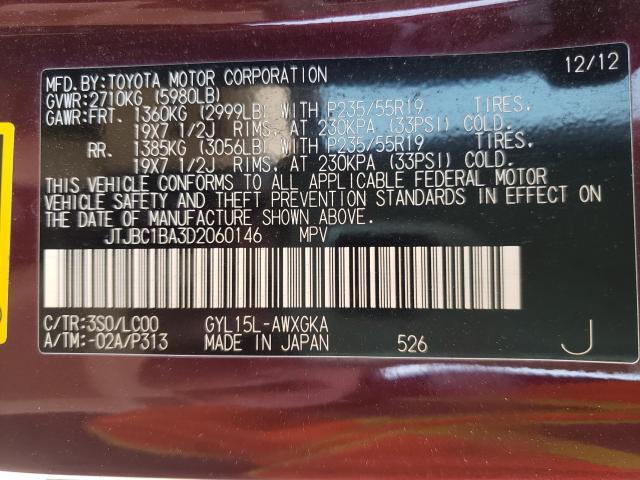 MFD.BY:TOYOTA MOTOR CORPORATION 12/12
GVWR:2710KG (5980LB)
GAWR:FRT. 1360KG (2999LB) WITH P235/55R19 TIRES.
19X7 1/2J RIMS, AT 230KPA (33PSI) COLD.
RR. 1385KG (3056LB) WITH P235/55R19 TIRES.
19X7 1/2J RIMS, AT 230KPA (33PSI) COLD.
THIS VEHICLE CONFORMS TO ALL APPLICABLE FEDERAL MOTOR
VEHICLE SAFETY AND THEFT PREVENTION STANDARDS IN EFFECT ON
THE DATE OF MANUFACTURE SHOWN ABOVE.
JTJBC1BA3D2060146 MPV
C/TR:3S0/LC00 GYL15L-AWXGKA
A/TM:-02A/P313 MADE IN JAPAN 526 J